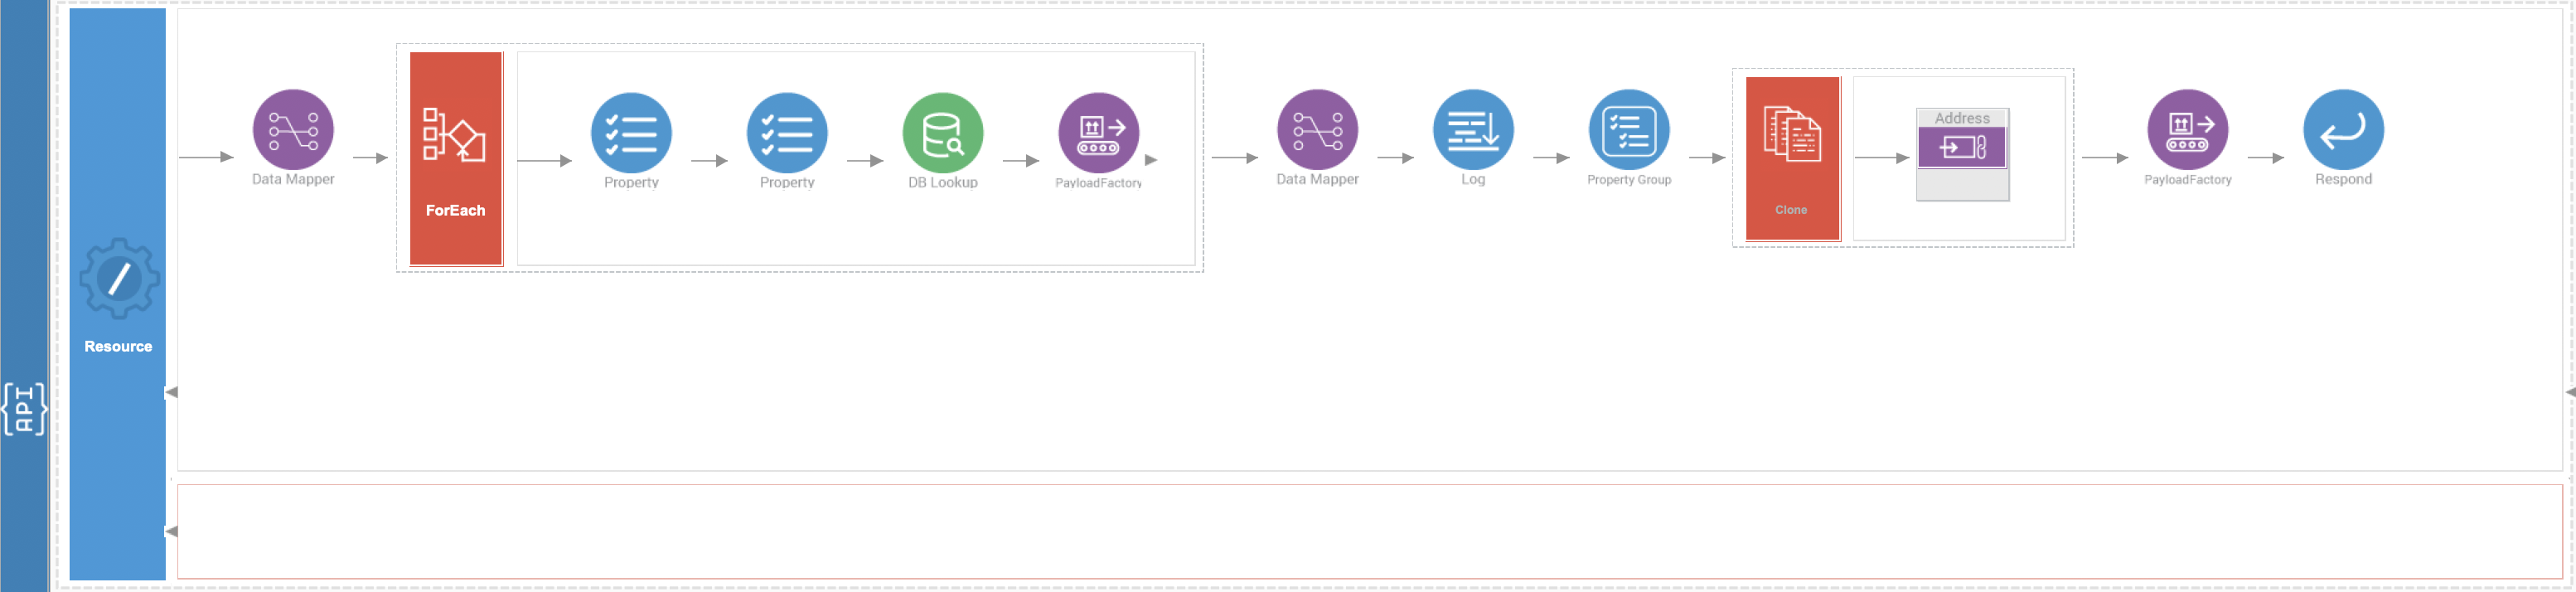 {API}
Resource
Data Mapper
ForEach
Property
Property
DB Lookup
PayloadFactory
Data Mapper
Log
Property Group
Clone
Address
PayloadFactory
Respond